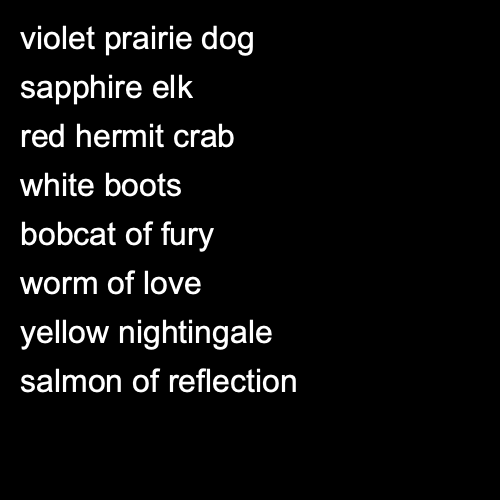 violet prairie dog
sapphire elk
red hermit crab
white boots
bobcat of fury
worm of love
yellow nightingale
salmon of reflection